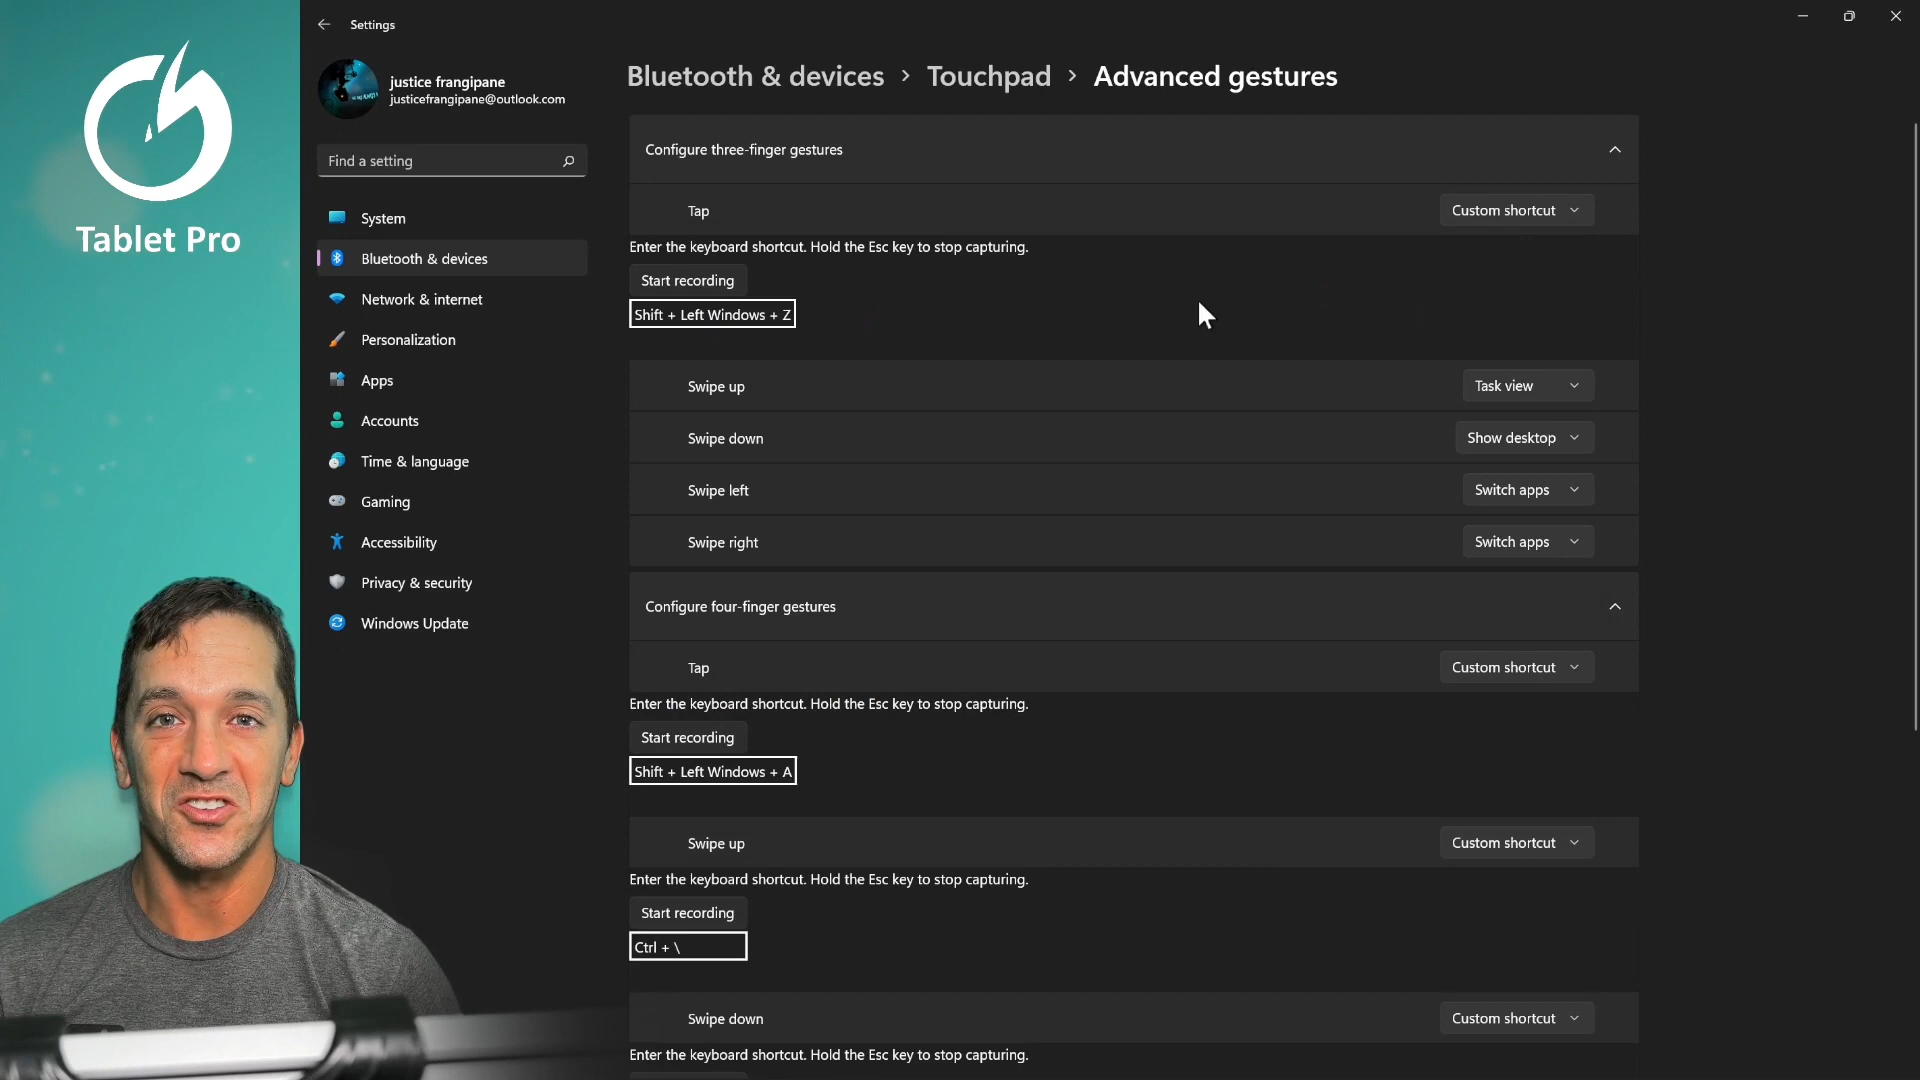 Tablet Pro
Settings
justice frangipane
justicefrangipane@outlook.com
Find a setting
System
Bluetooth & devices
Network & internet
Personalization
Apps
Accounts
Time & language
Gaming
Accessibility
Privacy & security
Windows Update
Bluetooth & devices > Touchpad > Advanced gestures
Configure three-finger gestures
Tap Custom shortcut
Enter the keyboard shortcut. Hold the Esc key to stop capturing.
Start recording
Shift + Left Windows + Z
Swipe up Task view
Swipe down Show desktop
Swipe left Switch apps
Swipe right Switch apps
Configure four-finger gestures
Tap Custom shortcut
Enter the keyboard shortcut. Hold the Esc key to stop capturing.
Start recording
Shift + Left Windows + A
Swipe up Custom shortcut
Enter the keyboard shortcut. Hold the Esc key to stop capturing.
Start recording
Ctrl + \
Swipe down Custom shortcut
Enter the keyboard shortcut. Hold the Esc key to stop capturing.